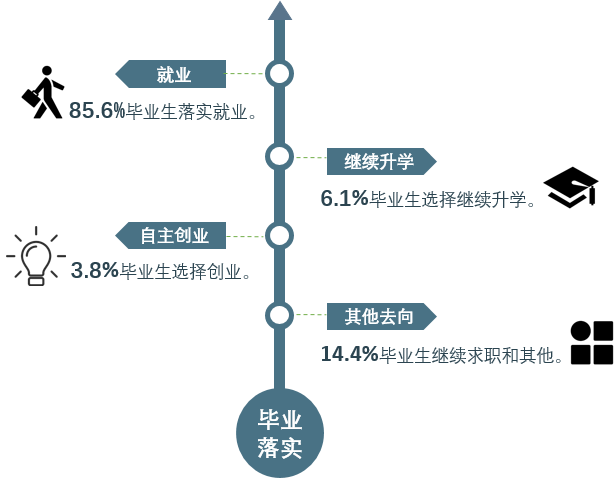 就业
85.6%毕业生落实就业。
继续升学
6.1%毕业生选择继续升学。
自主创业
3.8%毕业生选择创业。
其他去向
14.4%毕业生继续求职和其他。
毕业
落实